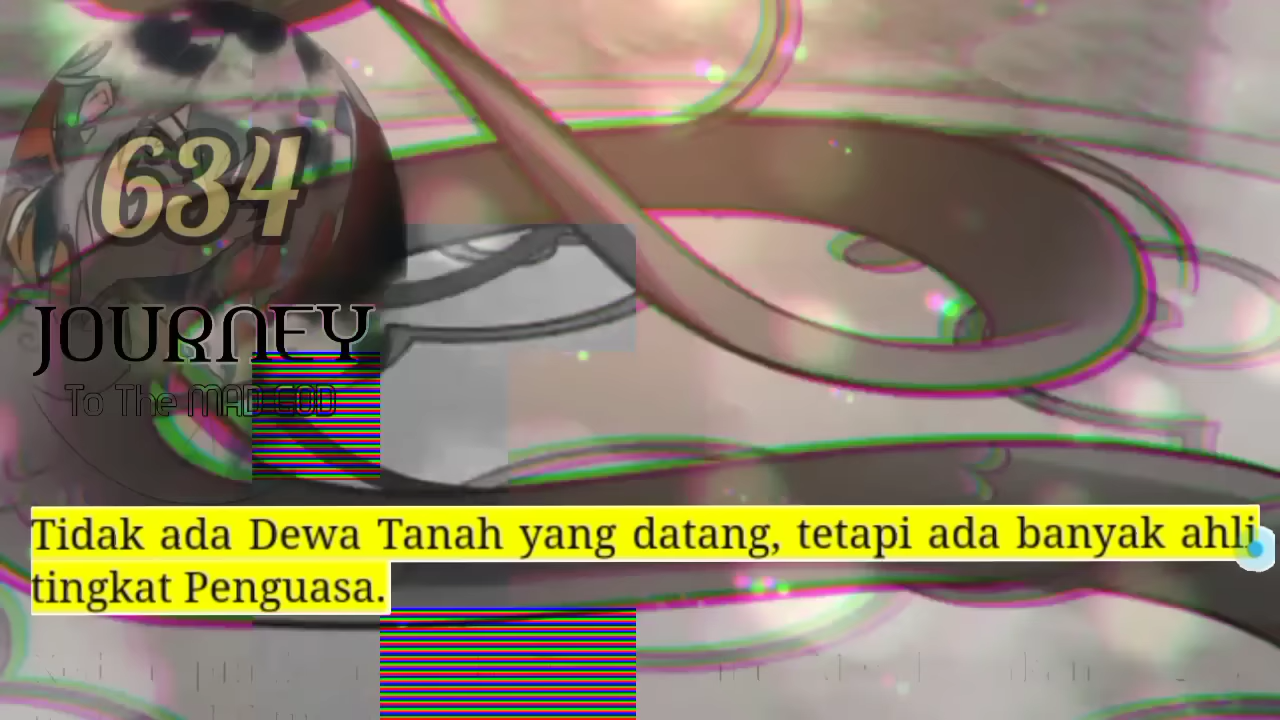 634
JOURNEY
To The MAD GOD
Tidak ada Dewa Tanah yang datang, tetapi ada banyak ahli
tingkat Penguasa.